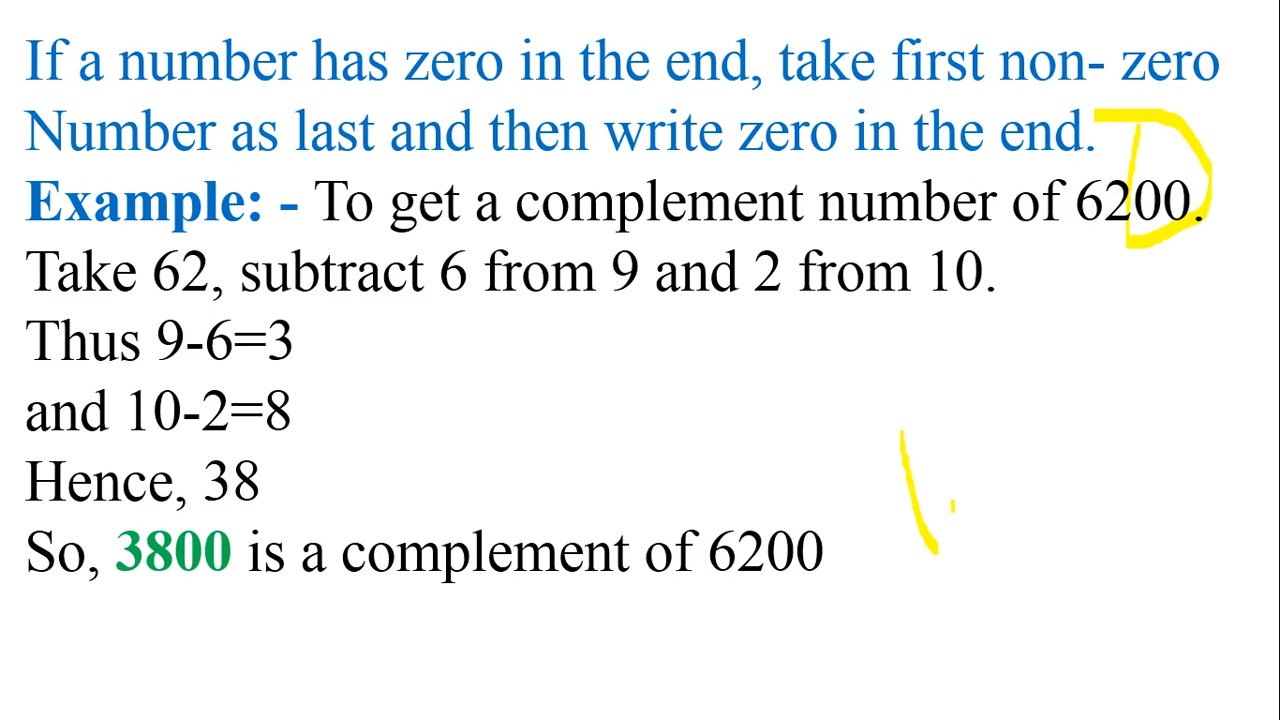 If a number has zero in the end, take first non- zero
Number as last and then write zero in the end.
Example: - To get a complement number of 6200.
Take 62, subtract 6 from 9 and 2 from 10.
Thus 9-6=3
and 10-2=8
Hence, 38
So, 3800 is a complement of 6200